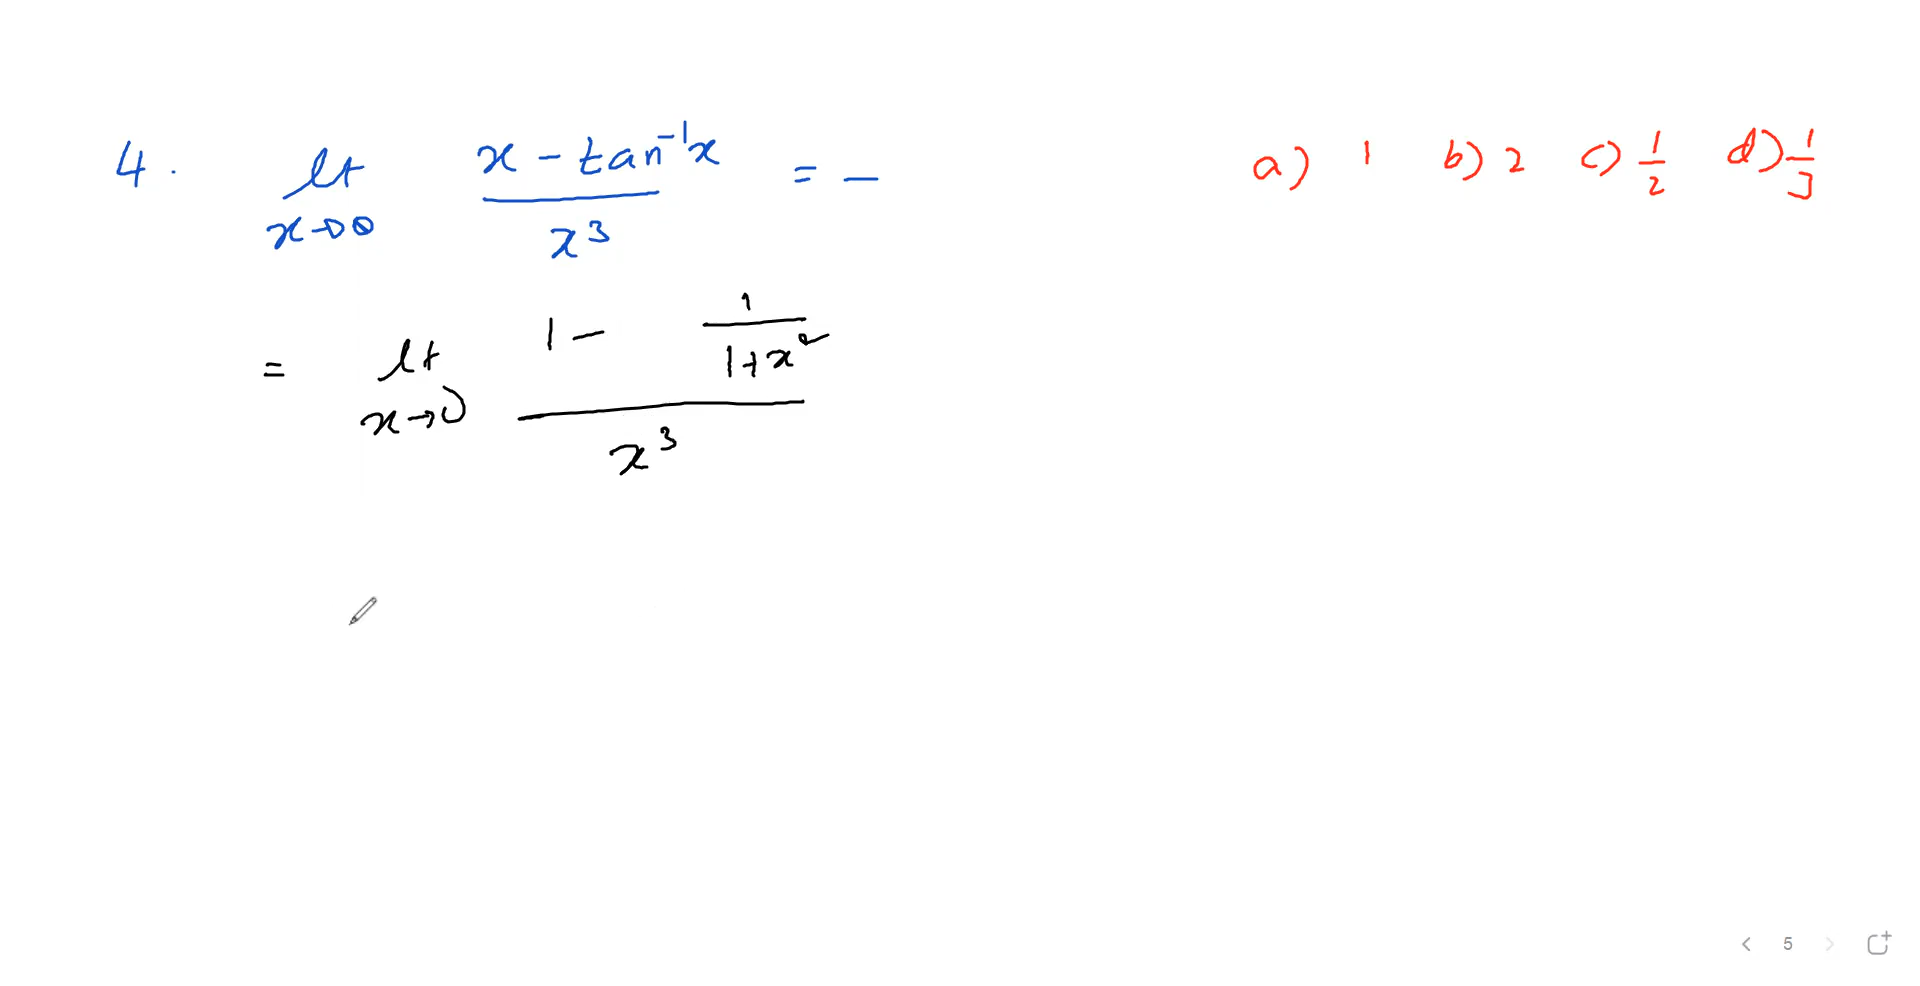 4. lt x→0 x - tan⁻¹x / x³ = —
a) 1 b) 2 c) 1/2 d) 1/3
= lt x→0 1 - 1/(1+x²) / x³
5